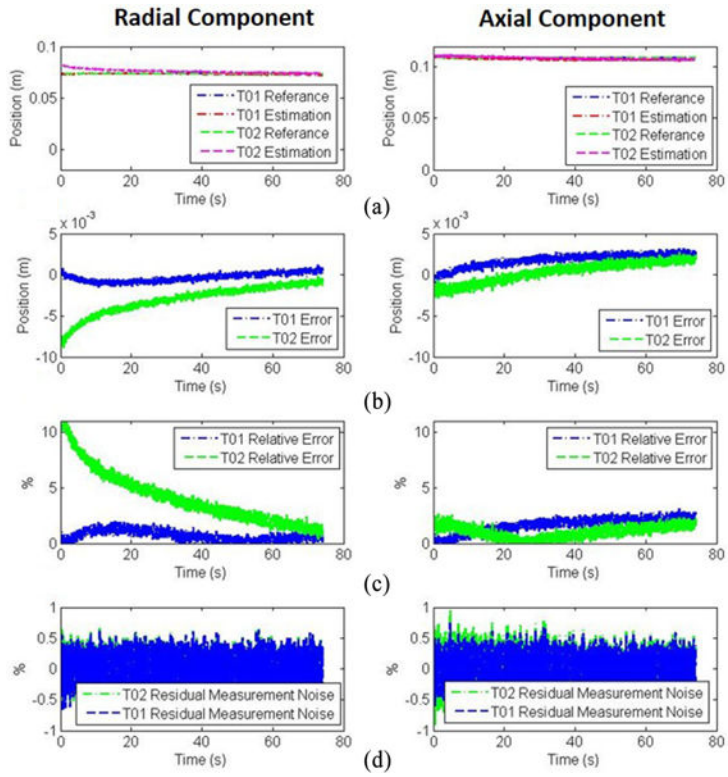 Radial Component
Axial Component
Position (m)
0.1
0.05
0
T01 Referance
T01 Estimation
T02 Referance
T02 Estimation
0 20 40 60 80
Time (s)
Position (m)
0.1
0.05
0
T01 Referance
T01 Estimation
T02 Referance
T02 Estimation
0 20 40 60 80
Time (s)
(a)
x 10-3
Position (m)
5
0
-5
-10
T01 Error
T02 Error
0 20 40 60 80
Time (s)
x 10-3
Position (m)
5
0
-5
-10
T01 Error
T02 Error
0 20 40 60 80
Time (s)
(b)
%
10
5
0
T01 Relative Error
T02 Relative Error
0 20 40 60 80
Time (s)
%
10
5
0
T01 Relative Error
T02 Relative Error
0 20 40 60 80
Time (s)
(c)
%
1
0.5
0
-0.5
-1
T02 Residual Measurement Noise
T01 Residual Measurement Noise
0 20 40 60 80
Time (s)
%
1
0.5
0
-0.5
-1
T02 Residual Measurement Noise
T01 Residual Measurement Noise
0 20 40 60 80
Time (s)
(d)